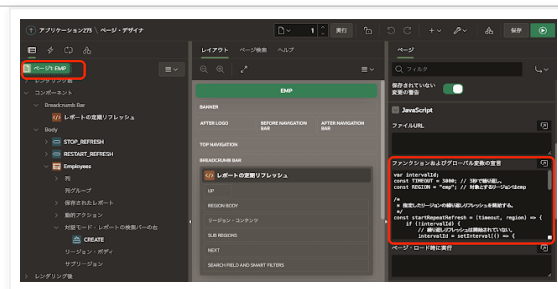 アプリケーション275 \ ページ・デザイナ
1
実行
保存
ページ1: EMP
レンダリング前
コンポーネント
Breadcrumb Bar
レポートの定期リフレッシュ
Body
STOP_REFRESH
RESTART_REFRESH
Employees
列
列グループ
保存されたレポート
動的アクション
対話モード・レポートの検索バーの右
CREATE
リージョン・ボディ
サブリージョン
レンダリング後
レイアウト
ページ検索
ヘルプ
EMP
BANNER
AFTER LOGO
BEFORE NAVIGATION BAR
AFTER NAVIGATION BAR
TOP NAVIGATION
BREADCRUMB BAR
レポートの定期リフレッシュ
UP
REGION BODY
リージョン・コンテンツ
SUB REGIONS
NEXT
SEARCH FIELD AND SMART FILTERS
ページ
フィルタ
保存されていない
変更の警告
JavaScript
ファイルURL
ファンクションおよびグローバル変数の宣言
var intervalId;
const TIMEOUT = 3000; // 3秒で繰り返し。
const REGION = "emp"; // 対象とするリージョンはemp
/*
* 指定したリージョンの繰り返しリフレッシュを開始する。
*/
const startRepeatRefresh = (timeout, region) => {
if (!intervalId) {
// 繰り返しリフレッシュは開始されていない。
intervalId = setInterval(() => {
ページ・ロード時に実行